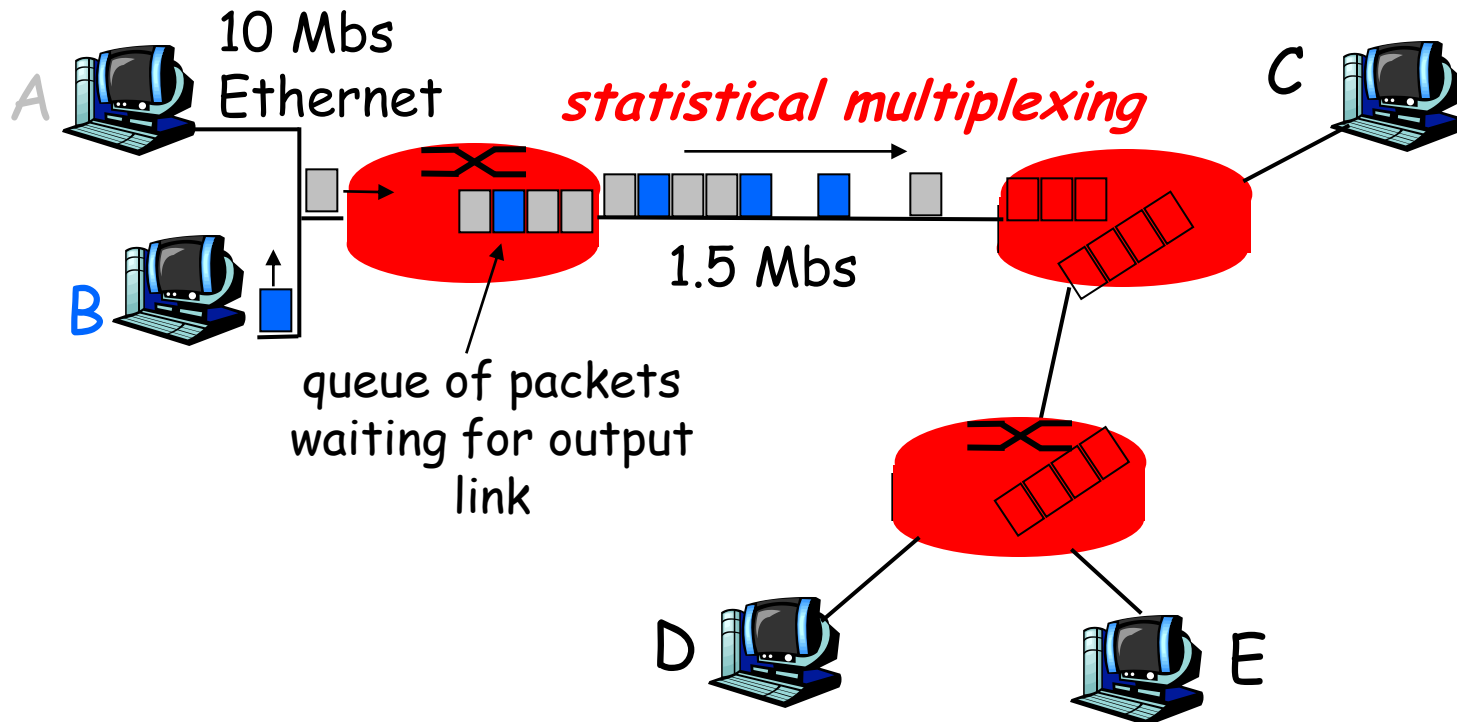 10 Mbs
Ethernet
A
statistical multiplexing
C
B
1.5 Mbs
queue of packets
waiting for output
link
D
E